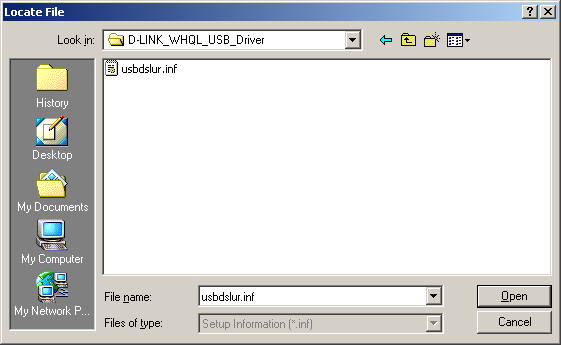 Locate File
Look in: D-LINK_WHQL_USB_Driver
usbdslur.inf
History
Desktop
My Documents
My Computer
My Network P...
File name: usbdslur.inf Open
Files of type: Setup Information (*.inf) Cancel